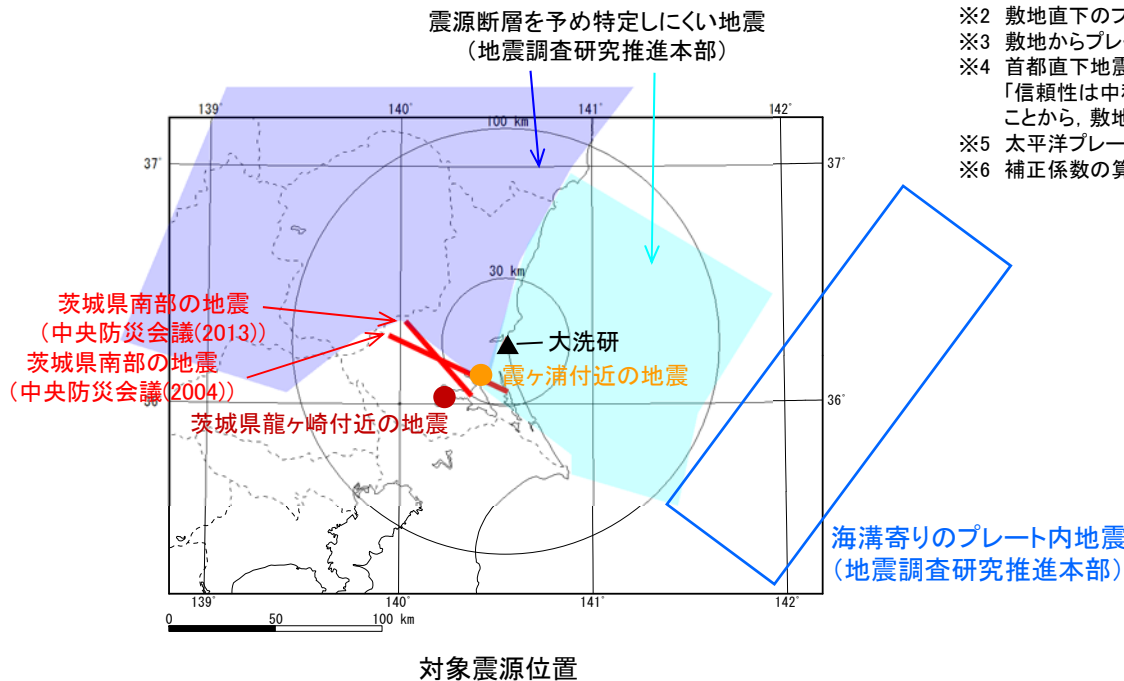 震源断層を予め特定しにくい地震
（地震調査研究推進本部）
※2 敷地直下のプ
※3 敷地からプレー
※4 首都直下地震
「信頼性は中
ことから，敷地
※5 太平洋プレー
※6 補正係数の算
139°
140°
141°
142°
100 km
37°
37°
30 km
茨城県南部の地震
（中央防災会議(2013)）
茨城県南部の地震
（中央防災会議(2004)）
大洗研
霞ヶ浦付近の地震
36°
茨城県龍ヶ崎付近の地震
海溝寄りのプレート内地震
（地震調査研究推進本部）
139°
140°
141°
142°
0 50 100 km
対象震源位置